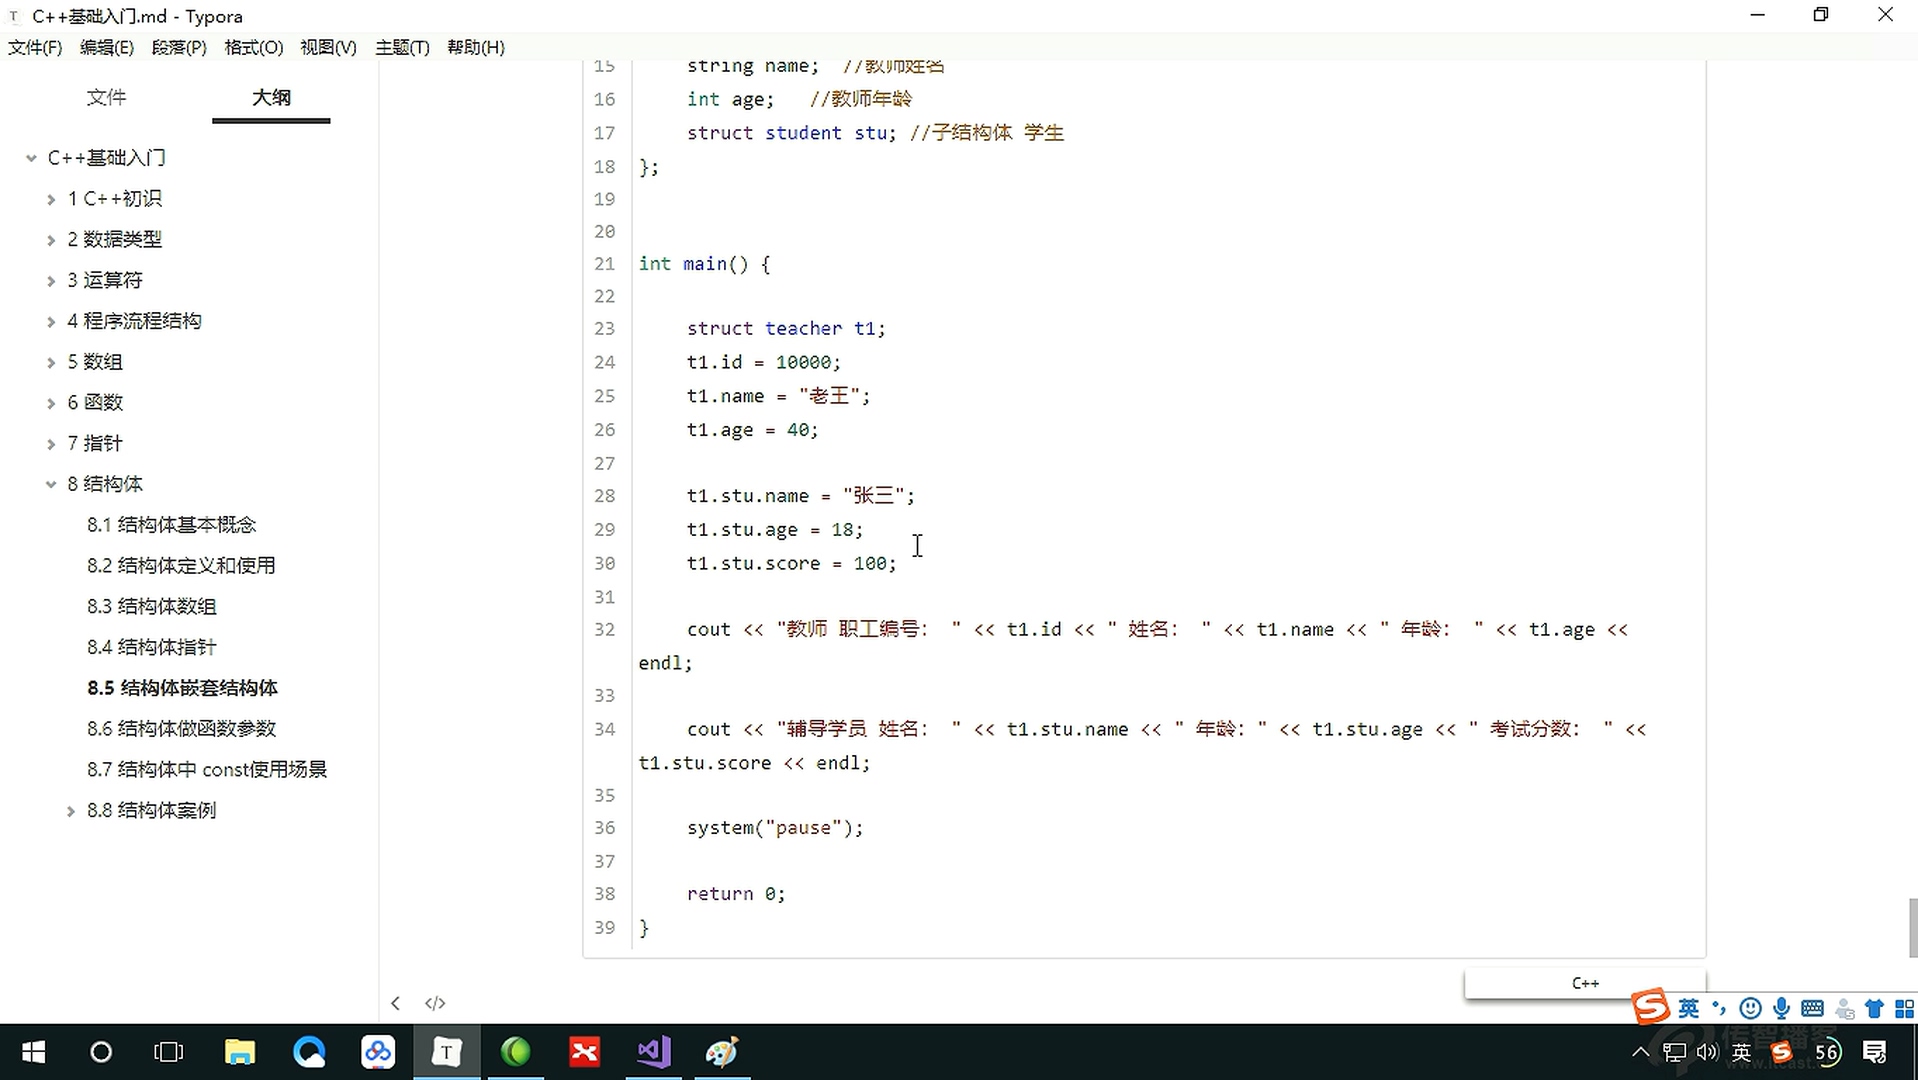 C++基础入门.md - Typora
文件(F) 编辑(E) 段落(P) 格式(O) 视图(V) 主题(T) 帮助(H)
文件 大纲
C++基础入门
1 C++初识
2 数据类型
3 运算符
4 程序流程结构
5 数组
6 函数
7 指针
8 结构体
8.1 结构体基本概念
8.2 结构体定义和使用
8.3 结构体数组
8.4 结构体指针
8.5 结构体嵌套结构体
8.6 结构体做函数参数
8.7 结构体中 const使用场景
8.8 结构体案例
15 string name; //教师姓名
16 int age; //教师年龄
17 struct student stu; //子结构体 学生
18 };
19
20
21 int main() {
22
23 struct teacher t1;
24 t1.id = 10000;
25 t1.name = "老王";
26 t1.age = 40;
27
28 t1.stu.name = "张三";
29 t1.stu.age = 18;
30 t1.stu.score = 100;
31
32 cout << "教师 职工编号： " << t1.id << " 姓名： " << t1.name << " 年龄： " << t1.age <<
endl;
33
34 cout << "辅导学员 姓名： " << t1.stu.name << " 年龄：" << t1.stu.age << " 考试分数： " <<
t1.stu.score << endl;
35
36 system("pause");
37
38 return 0;
39 }
C++
英
英 56
传智播客
www.itcast.c